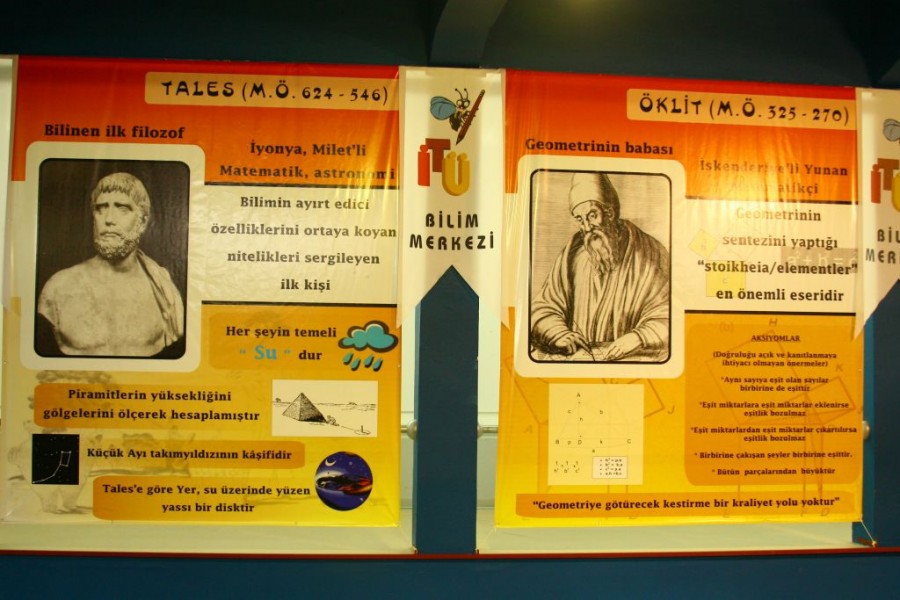 TALES (M.Ö. 624 - 546)
Bilinen ilk filozof
İyonya, Milet'li
Matematik, astronomi
Bilimin ayırt edici
özelliklerini ortaya koyan
nitelikleri sergileyen
ilk kişi
Her şeyin temeli
" Su " dur
Piramitlerin yüksekliğini
gölgelerini ölçerek hesaplamıştır
Küçük Ayı takımyıldızının kâşifidir
Tales'e göre Yer, su üzerinde yüzen
yassı bir disktir
İTÜ
BİLİM
MERKEZİ
ÖKLİT (M.Ö. 325 - 270)
Geometrinin babası
İskenderiye'li Yunan
Geometrinin
sentezini yaptığı
"stoikheia/elementler"
en önemli eseridir
AKSİYOMLAR
(Doğruluğu açık ve kanıtlanmaya
ihtiyacı olmayan önermeler)
*Aynı sayıya eşit olan sayılar
birbirine de eşittir.
*Eşit miktarlara eşit miktarlar eklenirse
eşitlik bozulmaz
*Eşit miktarlardan eşit miktarlar çıkartılırsa
eşitlik bozulmaz
* Birbirine çakışan şeyler birbirine eşittir.
* Bütün parçalarından büyüktür
"Geometriye götürecek kestirme bir kraliyet yolu yoktur"